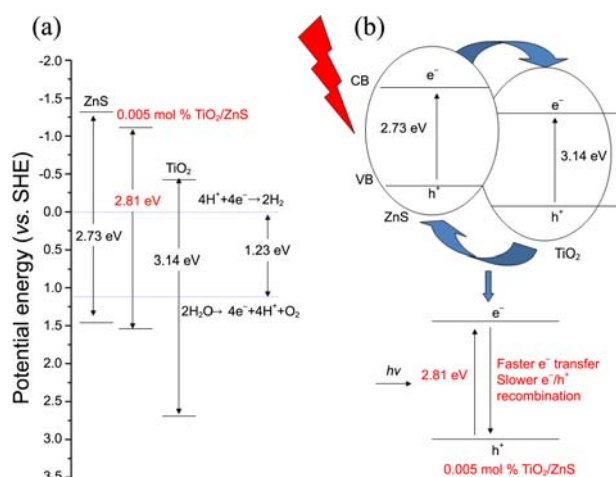 (a)
Potential energy (vs. SHE)
-2.0
-1.5
-1.0
-0.5
0.0
0.5
1.0
1.5
2.0
2.5
3.0
3.5
ZnS
0.005 mol % TiO₂/ZnS
TiO₂
4H⁺+4e⁻→2H₂
2.73 eV
2.81 eV
3.14 eV
1.23 eV
2H₂O→ 4e⁻+4H⁺+O₂
(b)
CB
e⁻
e⁻
2.73 eV
3.14 eV
VB
h⁺
h⁺
ZnS
TiO₂
e⁻
hν
2.81 eV
Faster e⁻ transfer
Slower e⁻/h⁺
recombination
h⁺
0.005 mol % TiO₂/ZnS